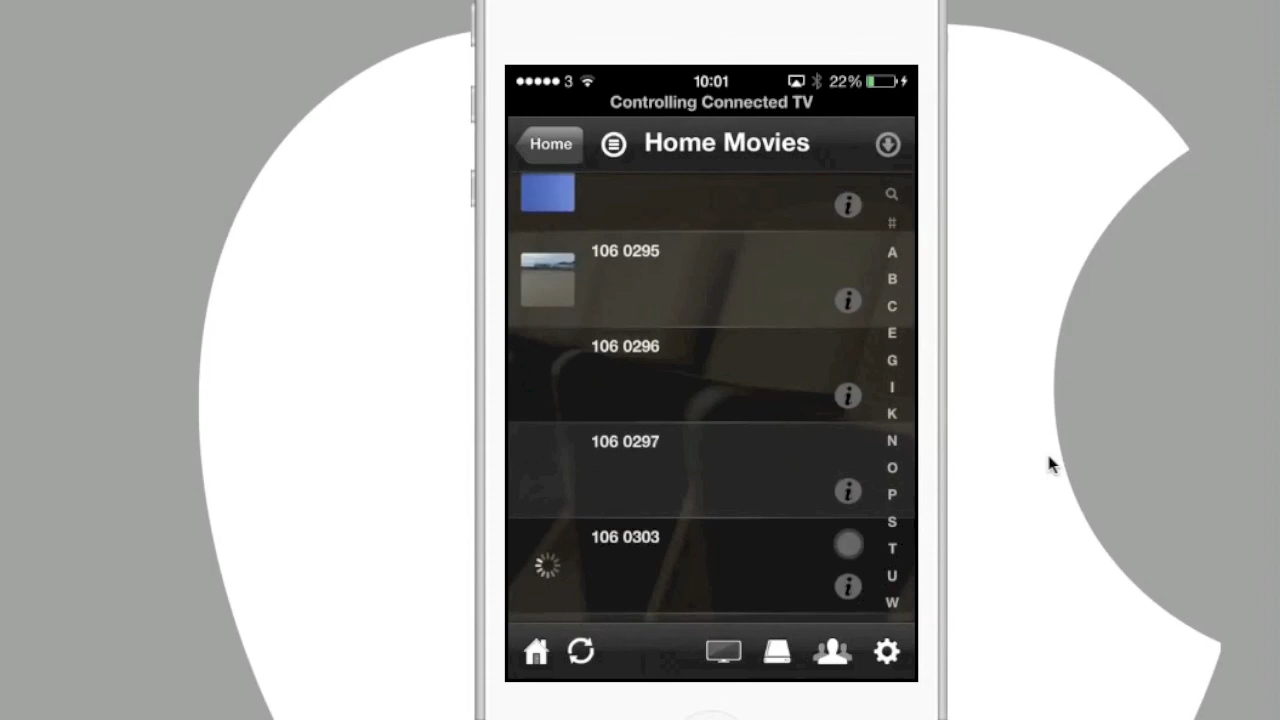 3 10:01 22%
Controlling Connected TV
Home Home Movies
#
106 0295
A
B
C
106 0296
E
G
I
K
106 0297
N
O
P
S
106 0303
T
U
W